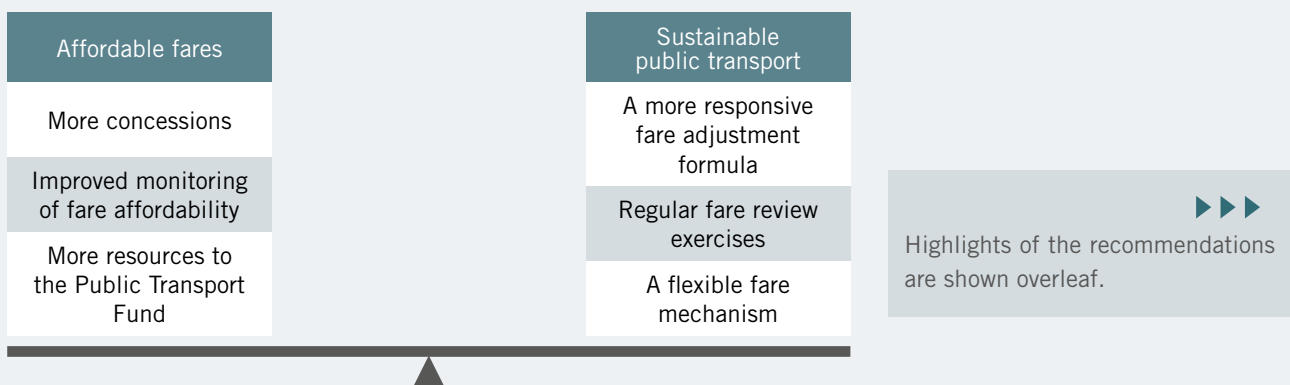 Affordable fares
More concessions
Improved monitoring
of fare affordability
More resources to
the Public Transport
Fund
Sustainable
public transport
A more responsive
fare adjustment
formula
Regular fare review
exercises
A flexible fare
mechanism
Highlights of the recommendations
are shown overleaf.